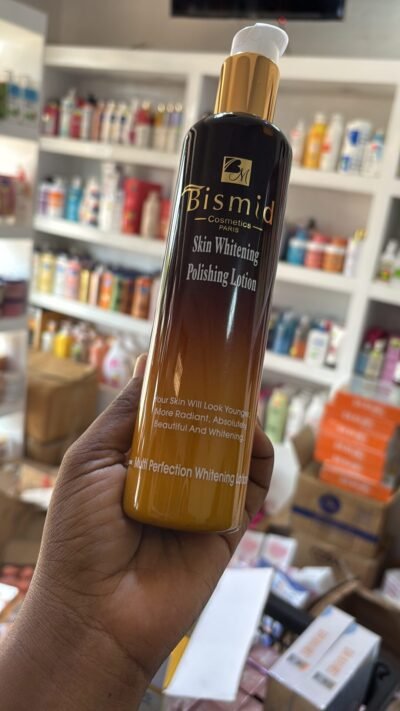 BM
Bismid
Cosmetics
PARIS
Skin Whitening
Polishing Lotion
Your Skin Will Look Younger,
More Radiant, Absolutely
Beautiful And Whitening
Multi Perfection Whitening Lotion